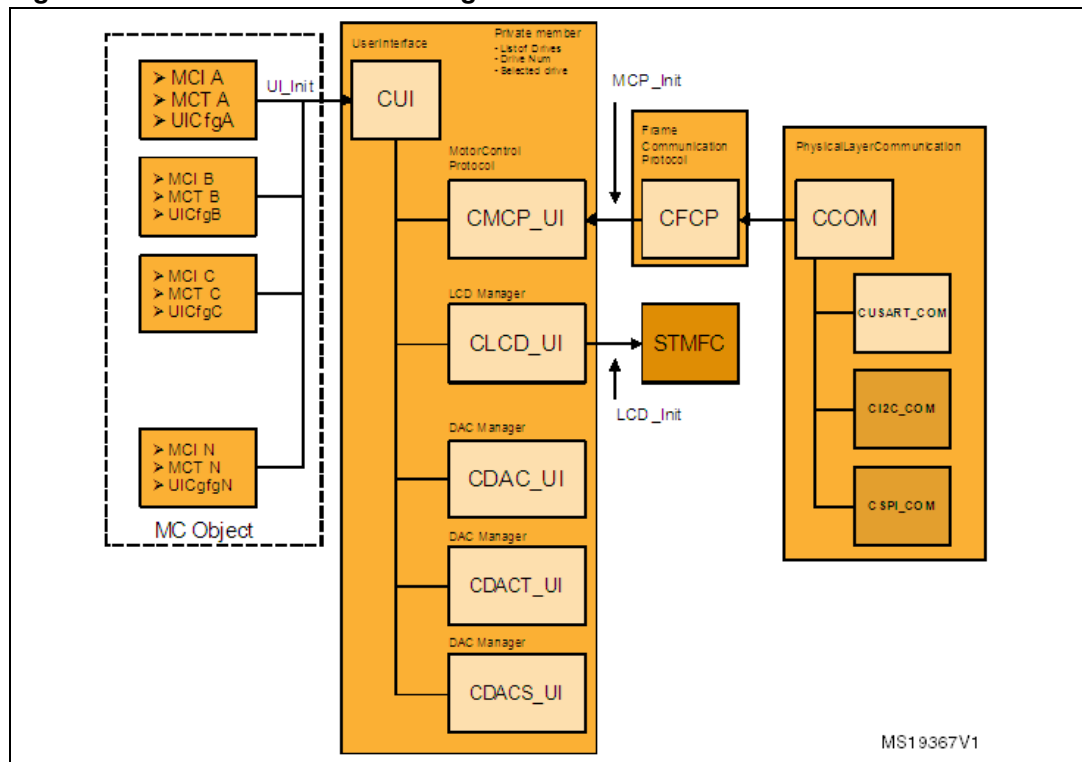 ➢ MCI A
➢ MCT A
➢ UICfgA
➢ MCI B
➢ MCT B
➢ UICfgB
➢ MCI C
➢ MCT C
➢ UICfgC
➢ MCI N
➢ MCT N
➢ UICgfgN
MC Object
UI_Init
UserInterface
CUI
Private member
- List of Drives
- Drive Num
- Selected drive
MotorControl
Protocol
CMCP_UI
LCD Manager
CLCD_UI
DAC Manager
CDAC_UI
DAC Manager
CDACT_UI
DAC Manager
CDACS_UI
MCP_Init
Frame
Communication
Protocol
CFCP
STMFC
LCD_Init
PhysicalLayerCommunication
CCOM
CUSART_COM
CI2C_COM
CSPI_COM
MS19367V1